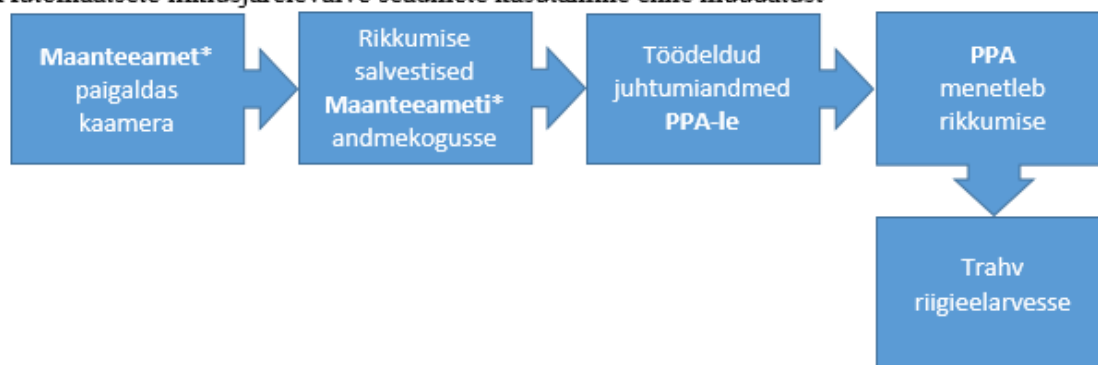 Maanteeamet*
paigaldas
kaamera
Rikkumise
salvestised
Maanteeameti*
andmekogusse
Töödeldud
juhtumiandmed
PPA-le
PPA
menetleb
rikkumise
Trahv
riigieelarvesse